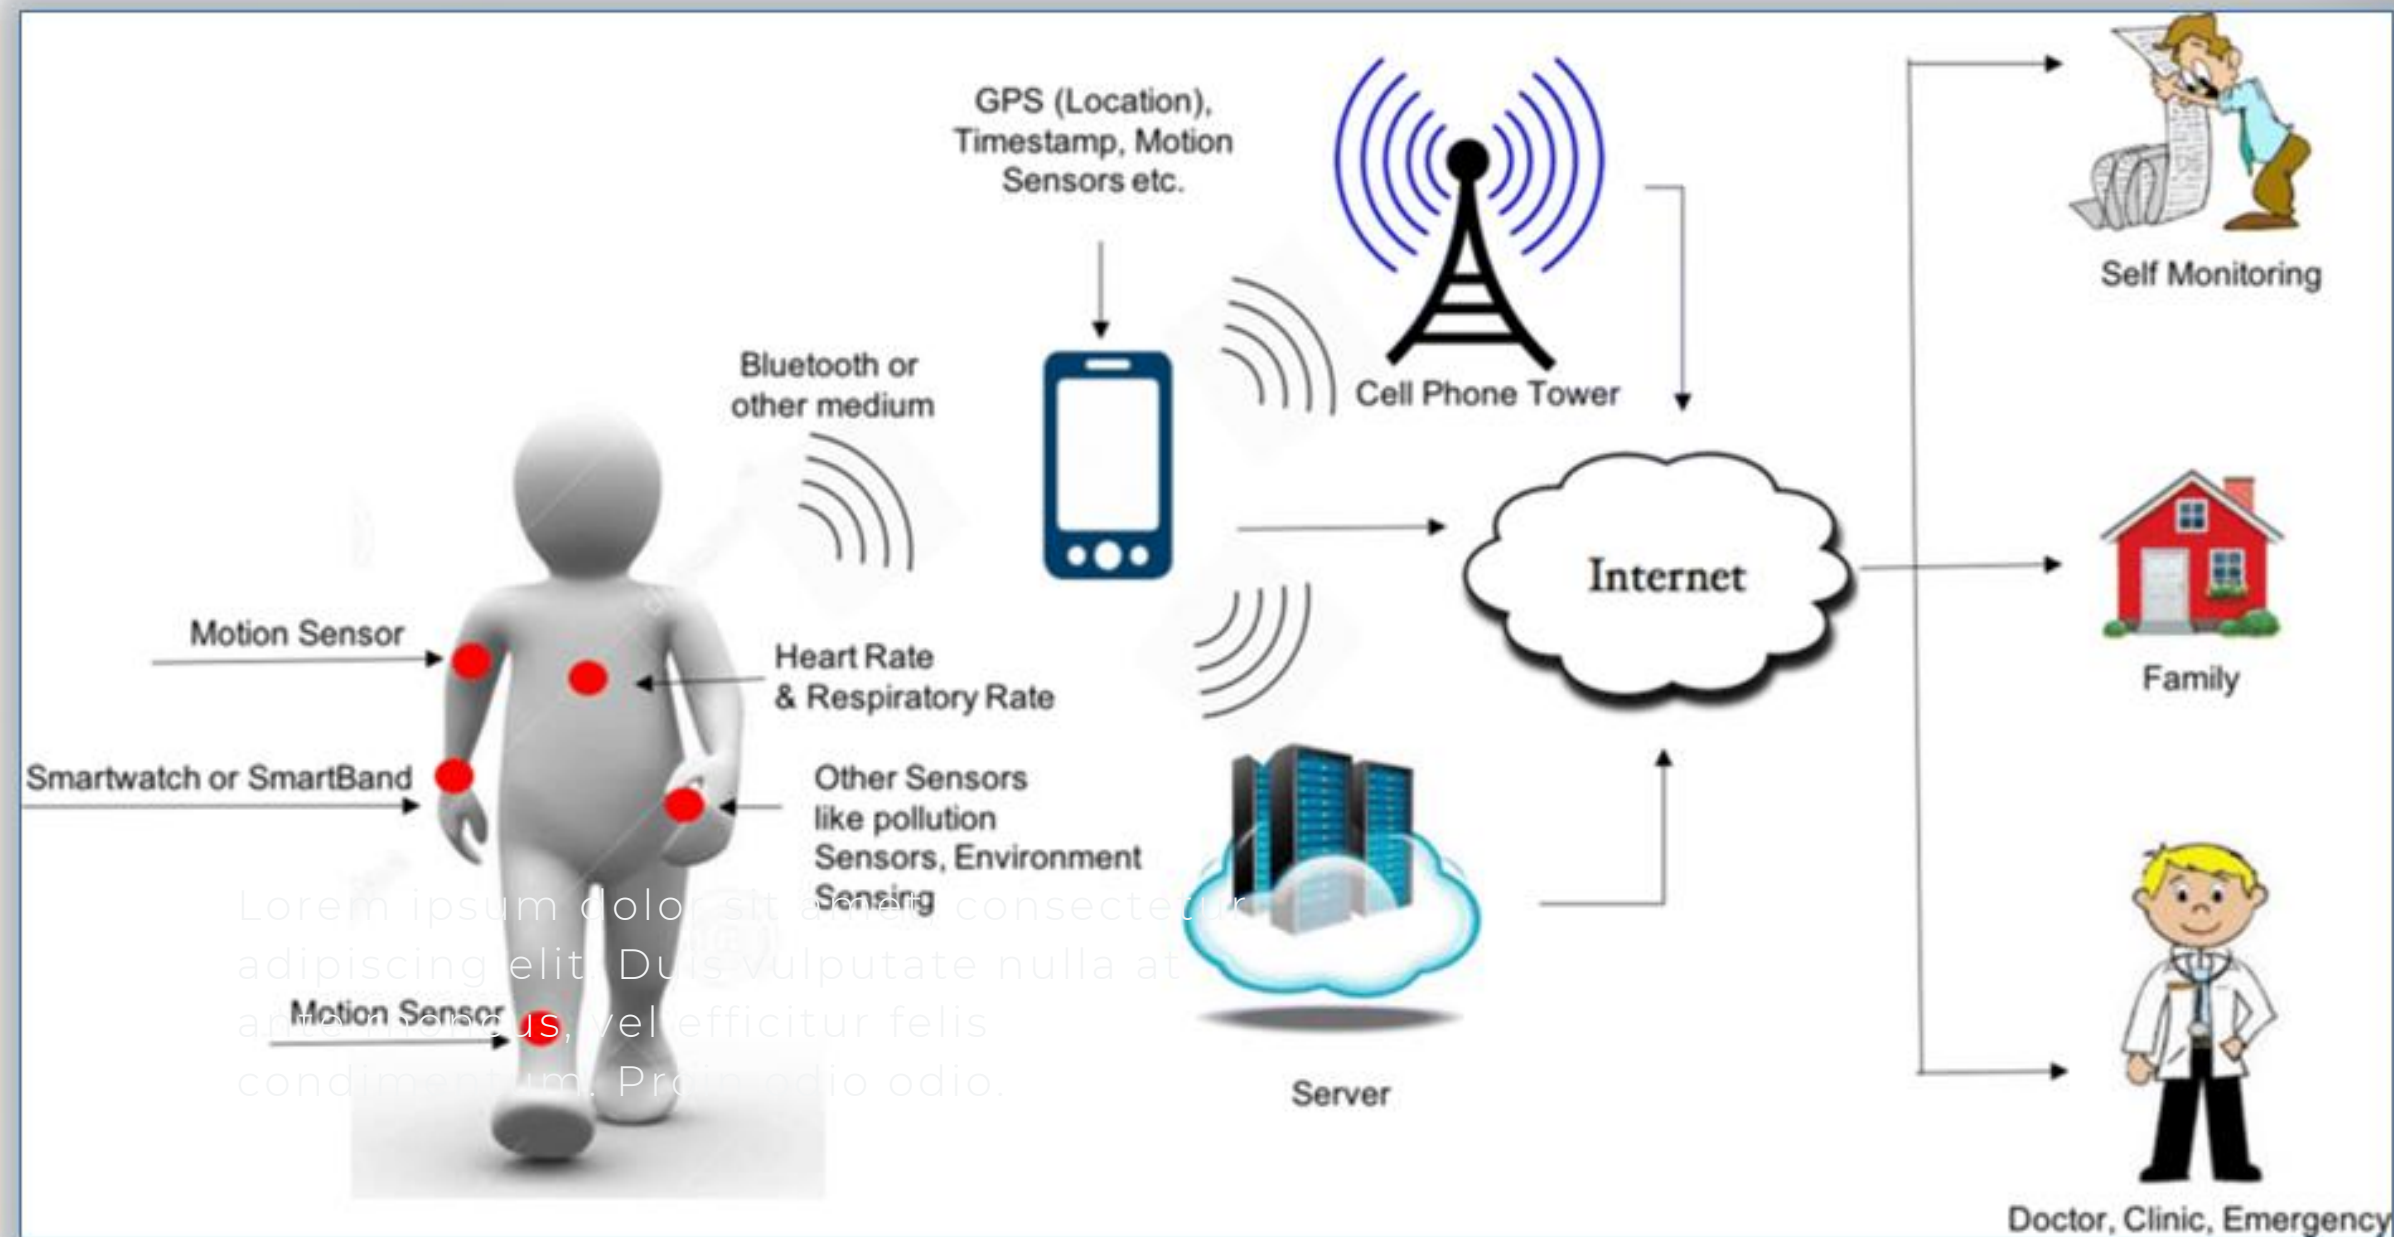 GPS (Location),
Timestamp, Motion
Sensors etc.
Cell Phone Tower
Self Monitoring
Bluetooth or
other medium
Internet
Motion Sensor
Heart Rate
& Respiratory Rate
Family
Smartwatch or SmartBand
Other Sensors
like pollution
Sensors, Environment
Sensing
Lorem ipsum dolor sit amet, consectetur
adipiscing elit. Duis vulputate nulla at
ante rhoncus, vel efficitur felis
condimentum. Proin odio odio.
Motion Sensor
Server
Doctor, Clinic, Emergency